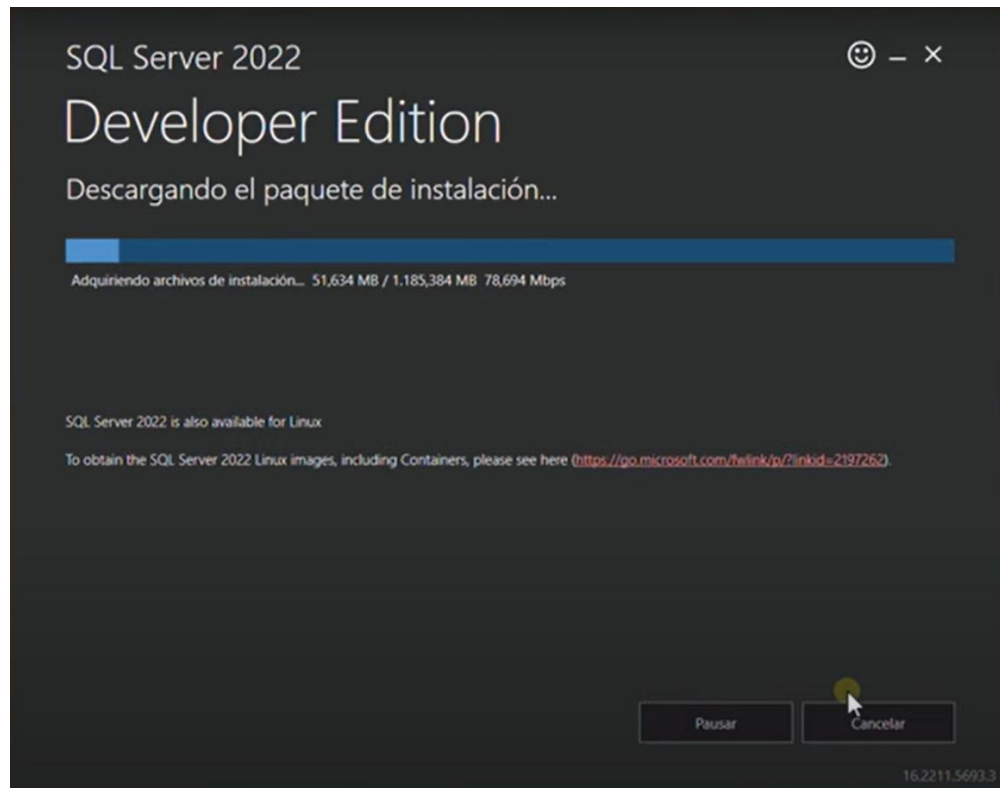 SQL Server 2022
Developer Edition
Descargando el paquete de instalación...
Adquiriendo archivos de instalación... 51,634 MB / 1.185,384 MB 78,694 Mbps
SQL Server 2022 is also available for Linux
To obtain the SQL Server 2022 Linux images, including Containers, please see here (https://go.microsoft.com/fwlink/p/?linkid=2197262).
Pausar Cancelar
16.2211.5693.3